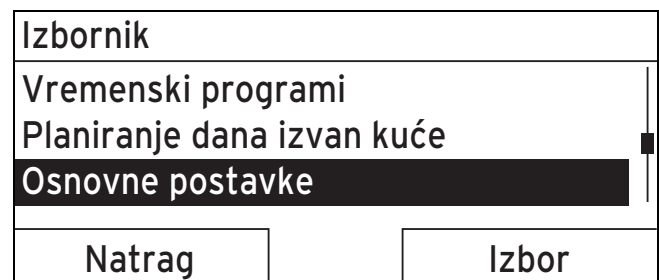 Izbornik
Vremenski programi
Planiranje dana izvan kuće
Osnovne postavke
Natrag Izbor